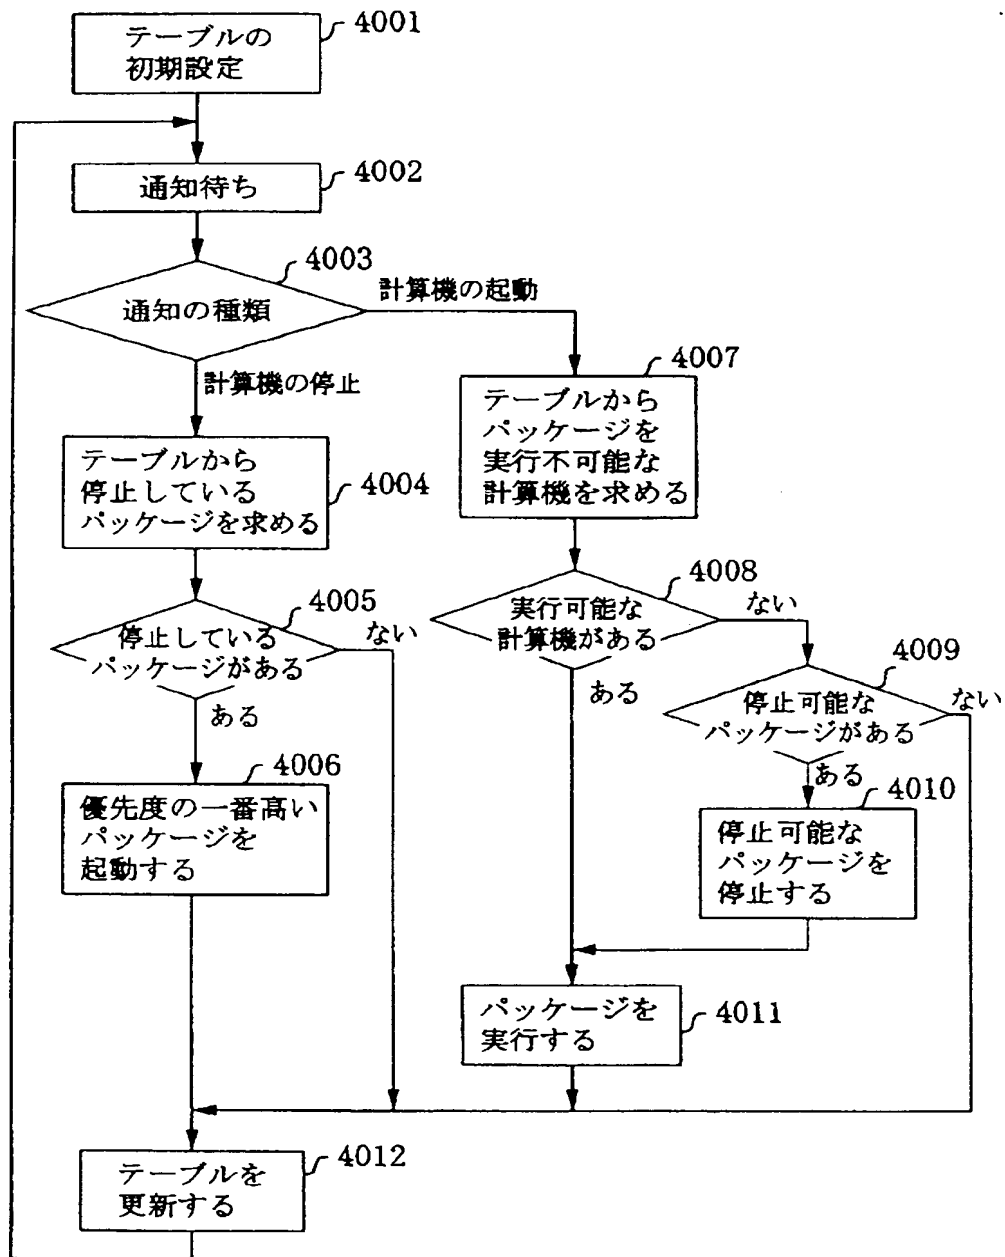 テーブルの
初期設定
4001
通知待ち
4002
通知の種類
4003
計算機の起動
計算機の停止
テーブルから
停止している
パッケージを求める
4004
停止している
パッケージがある
4005
ない
ある
優先度の一番高い
パッケージを
起動する
4006
テーブルから
パッケージを
実行不可能な
計算機を求める
4007
実行可能な
計算機がある
4008
ない
ある
停止可能な
パッケージがある
4009
ない
ある
停止可能な
パッケージを
停止する
4010
パッケージを
実行する
4011
テーブルを
更新する
4012